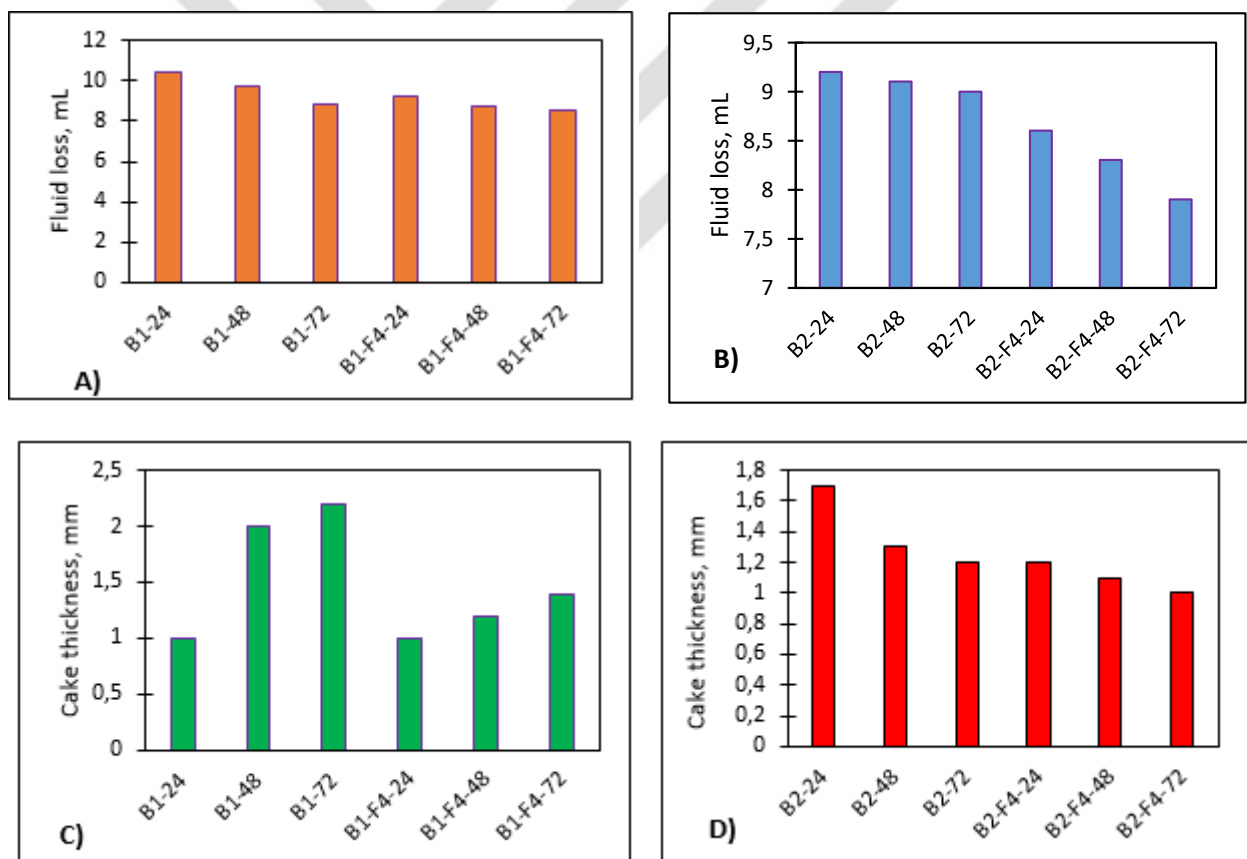 Fluid loss, mL
12
10
8
6
4
2
0
B1-24
B1-48
B1-72
B1-F4-24
B1-F4-48
B1-F4-72
A)
Fluid loss, mL
9,5
9
8,5
8
7,5
7
B2-24
B2-48
B2-72
B2-F4-24
B2-F4-48
B2-F4-72
B)
Cake thickness, mm
2,5
2
1,5
1
0,5
0
B1-24
B1-48
B1-72
B1-F4-24
B1-F4-48
B1-F4-72
C)
Cake thickness, mm
1,8
1,6
1,4
1,2
1
0,8
0,6
0,4
0,2
0
B2-24
B2-48
B2-72
B2-F4-24
B2-F4-48
B2-F4-72
D)